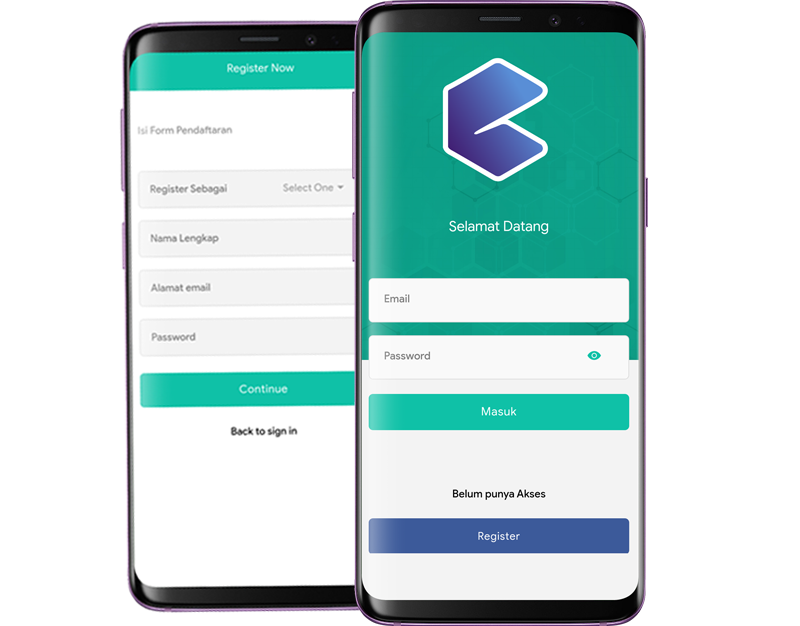 Register Now
Isi Form Pendaftaran
Register Sebagai Select One
Nama Lengkap
Alamat email
Password
Continue
Back to sign in
Selamat Datang
Email
Password
Masuk
Belum punya Akses
Register